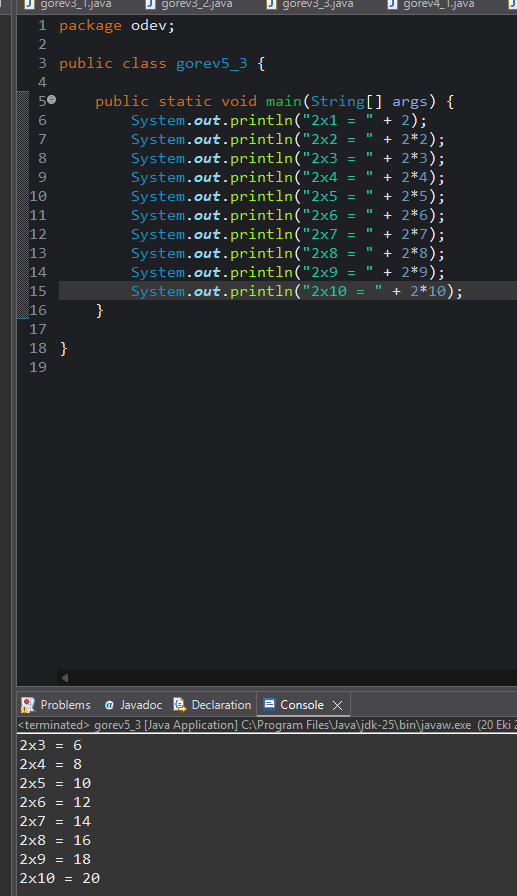 gorev3_1.java gorev3_2.java gorev3_3.java gorev4_1.java
1 package odev;
2
3 public class gorev5_3 {
4
5 public static void main(String[] args) {
6 System.out.println("2x1 = " + 2);
7 System.out.println("2x2 = " + 2*2);
8 System.out.println("2x3 = " + 2*3);
9 System.out.println("2x4 = " + 2*4);
10 System.out.println("2x5 = " + 2*5);
11 System.out.println("2x6 = " + 2*6);
12 System.out.println("2x7 = " + 2*7);
13 System.out.println("2x8 = " + 2*8);
14 System.out.println("2x9 = " + 2*9);
15 System.out.println("2x10 = " + 2*10);
16 }
17
18 }
19
Problems @ Javadoc Declaration Console
<terminated> gorev5_3 [Java Application] C:\Program Files\Java\jdk-25\bin\javaw.exe (20 Eki 2
2x3 = 6
2x4 = 8
2x5 = 10
2x6 = 12
2x7 = 14
2x8 = 16
2x9 = 18
2x10 = 20